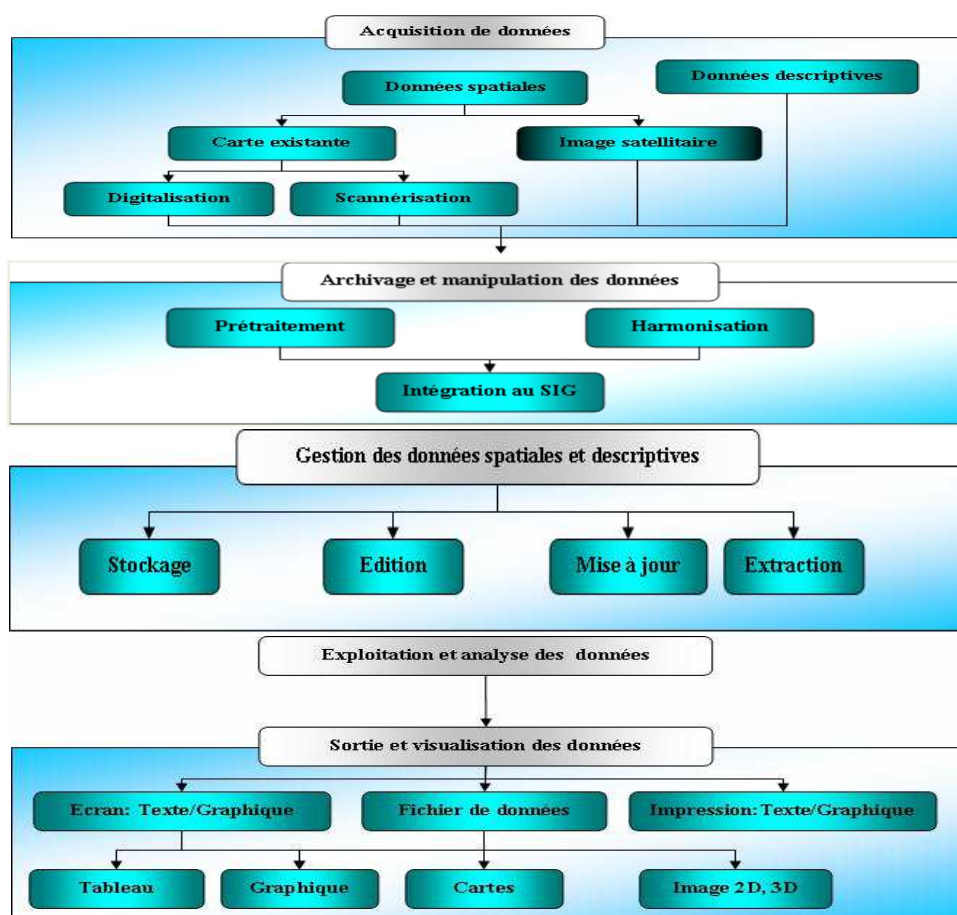 Acquisition de données
Données spatiales
Données descriptives
Carte existante
Image satellitaire
Digitalisation
Scannérisation
Archivage et manipulation des données
Prétraitement
Harmonisation
Intégration au SIG
Gestion des données spatiales et descriptives
Stockage
Edition
Mise à jour
Extraction
Exploitation et analyse des données
Sortie et visualisation des données
Ecran: Texte/Graphique
Fichier de données
Impression: Texte/Graphique
Tableau
Graphique
Cartes
Image 2D, 3D